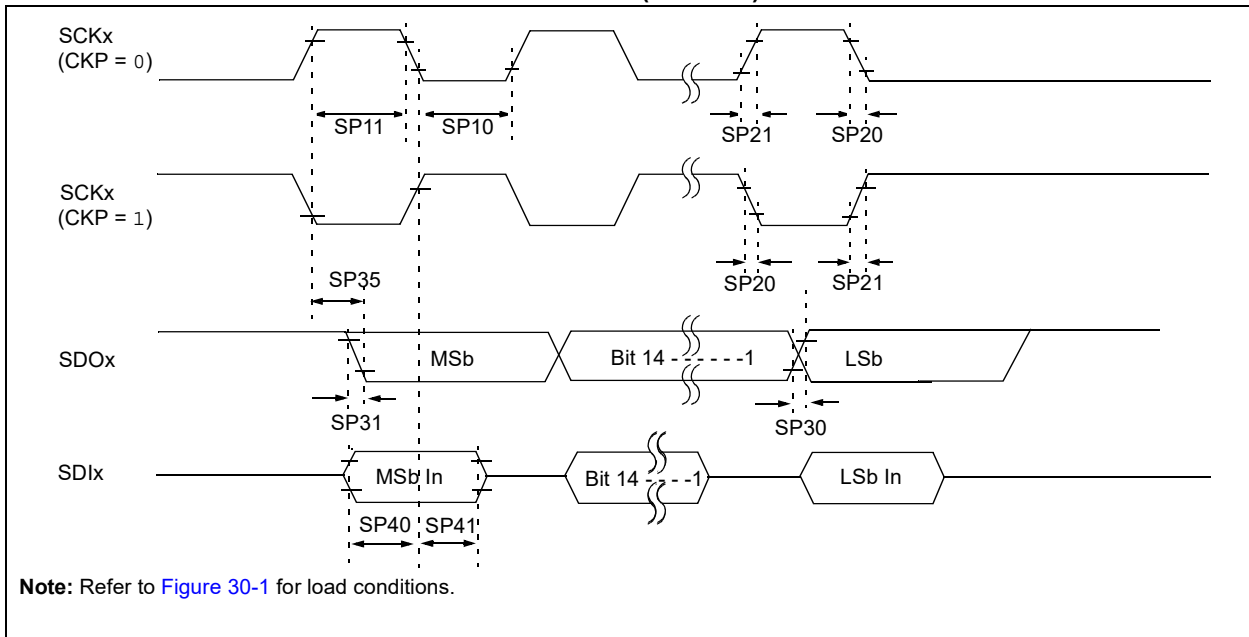 SCKx
(CKP = 0)
SP11
SP10
SP21
SP20
SCKx
(CKP = 1)
SP35
SP20
SP21
SDOx
MSb
Bit 14 - - - - - -1
LSb
SP31
SP30
SDIx
MSb In
Bit 14 - - - -1
LSb In
SP40
SP41
Note: Refer to Figure 30-1 for load conditions.